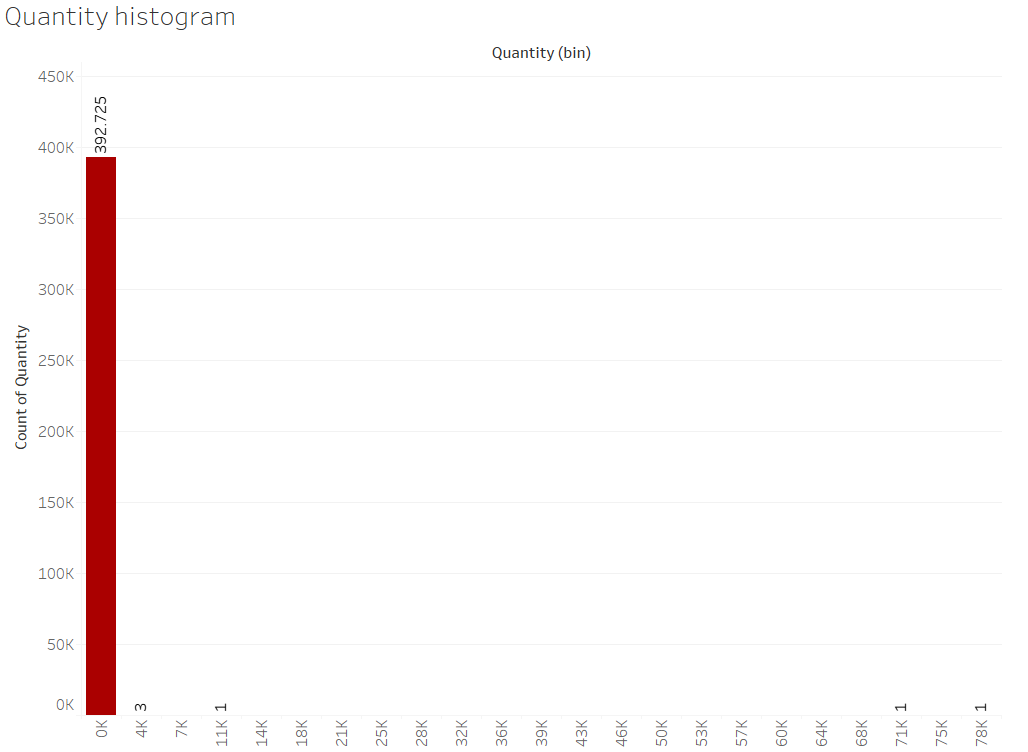 Quantity histogram
Quantity (bin)
450K
400K
350K
300K
250K
200K
150K
100K
50K
0K
Count of Quantity
392.725
3
1
1
1
0K
4K
7K
11K
14K
18K
21K
25K
28K
32K
36K
39K
43K
46K
50K
53K
57K
60K
64K
68K
71K
75K
78K